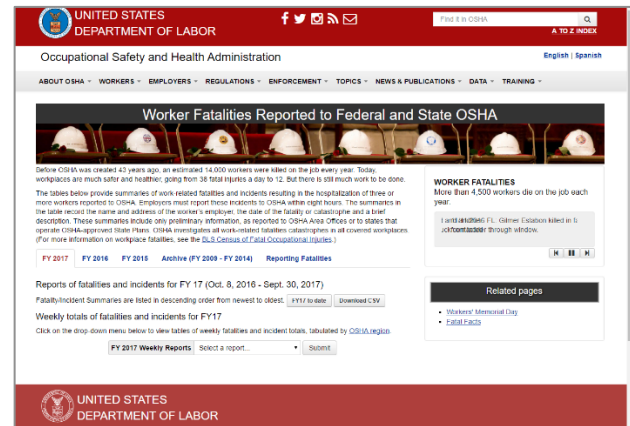 UNITED STATES
DEPARTMENT OF LABOR
Find it in OSHA
A TO Z INDEX
Occupational Safety and Health Administration
English | Spanish
ABOUT OSHA WORKERS EMPLOYERS REGULATIONS ENFORCEMENT TOPICS NEWS & PUBLICATIONS DATA TRAINING
Worker Fatalities Reported to Federal and State OSHA
Before OSHA was created 43 years ago, an estimated 14,000 workers were killed on the job every year. Today,
workplaces are much safer and healthier, going from 38 fatal injuries a day to 12. But there is still much work to be done.
The tables below provide summaries of work-related fatalities and incidents resulting in the hospitalization of three or
more workers reported to OSHA. Employers must report these incidents to OSHA within eight hours. The summaries in
the table record the name and address of the worker's employer, the date of the fatality or catastrophe and a brief
description. These summaries include only preliminary information, as reported to OSHA Area Offices or to states that
operate OSHA-approved State Plans. OSHA investigates all work-related fatalities catastrophes in all covered workplaces.
(For more information on workplace fatalities, see the BLS Census of Fatal Occupational Injuries.)
WORKER FATALITIES
More than 4,500 workers die on the job each
year.
FL. Gilmer Estabon killed in
through window.
FY 2017 FY 2016 FY 2015 Archive (FY 2009 - FY 2014) Reporting Fatalities
Reports of fatalities and incidents for FY 17 (Oct. 8, 2016 - Sept. 30, 2017)
Fatality/Incident Summaries are listed in descending order from newest to oldest. FY17 to date Download CSV
Weekly totals of fatalities and incidents for FY17
Click on the drop down menu below to view tables of weekly fatalities and incident totals, tabulated by OSHA region.
FY 2017 Weekly Reports Select a report... Submit
Related pages
Workers' Memorial Day
Fatal Facts
UNITED STATES
DEPARTMENT OF LABOR